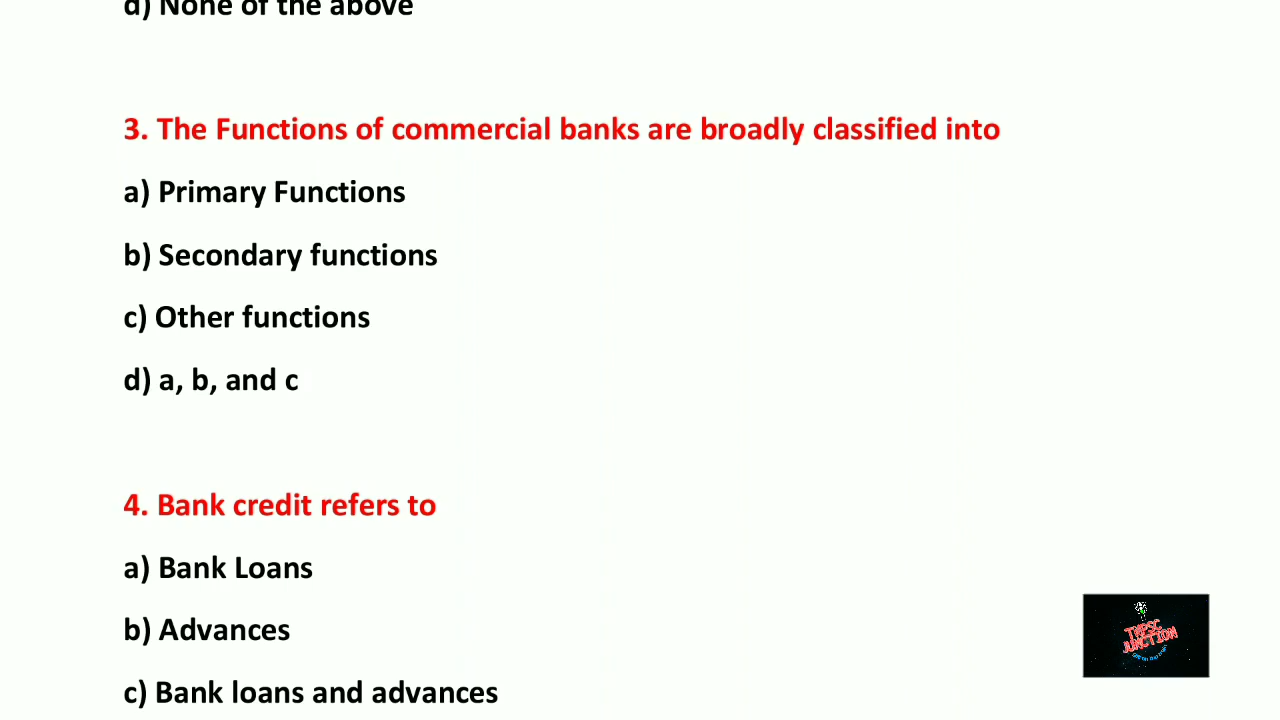 d) None of the above
3. The Functions of commercial banks are broadly classified into
a) Primary Functions
b) Secondary functions
c) Other functions
d) a, b, and c
4. Bank credit refers to
a) Bank Loans
b) Advances
c) Bank loans and advances
TNPSC
JUNCTION